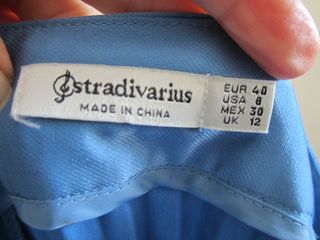 stradivarius
MADE IN CHINA
EUR 40
USA 8
MEX 30
UK 12